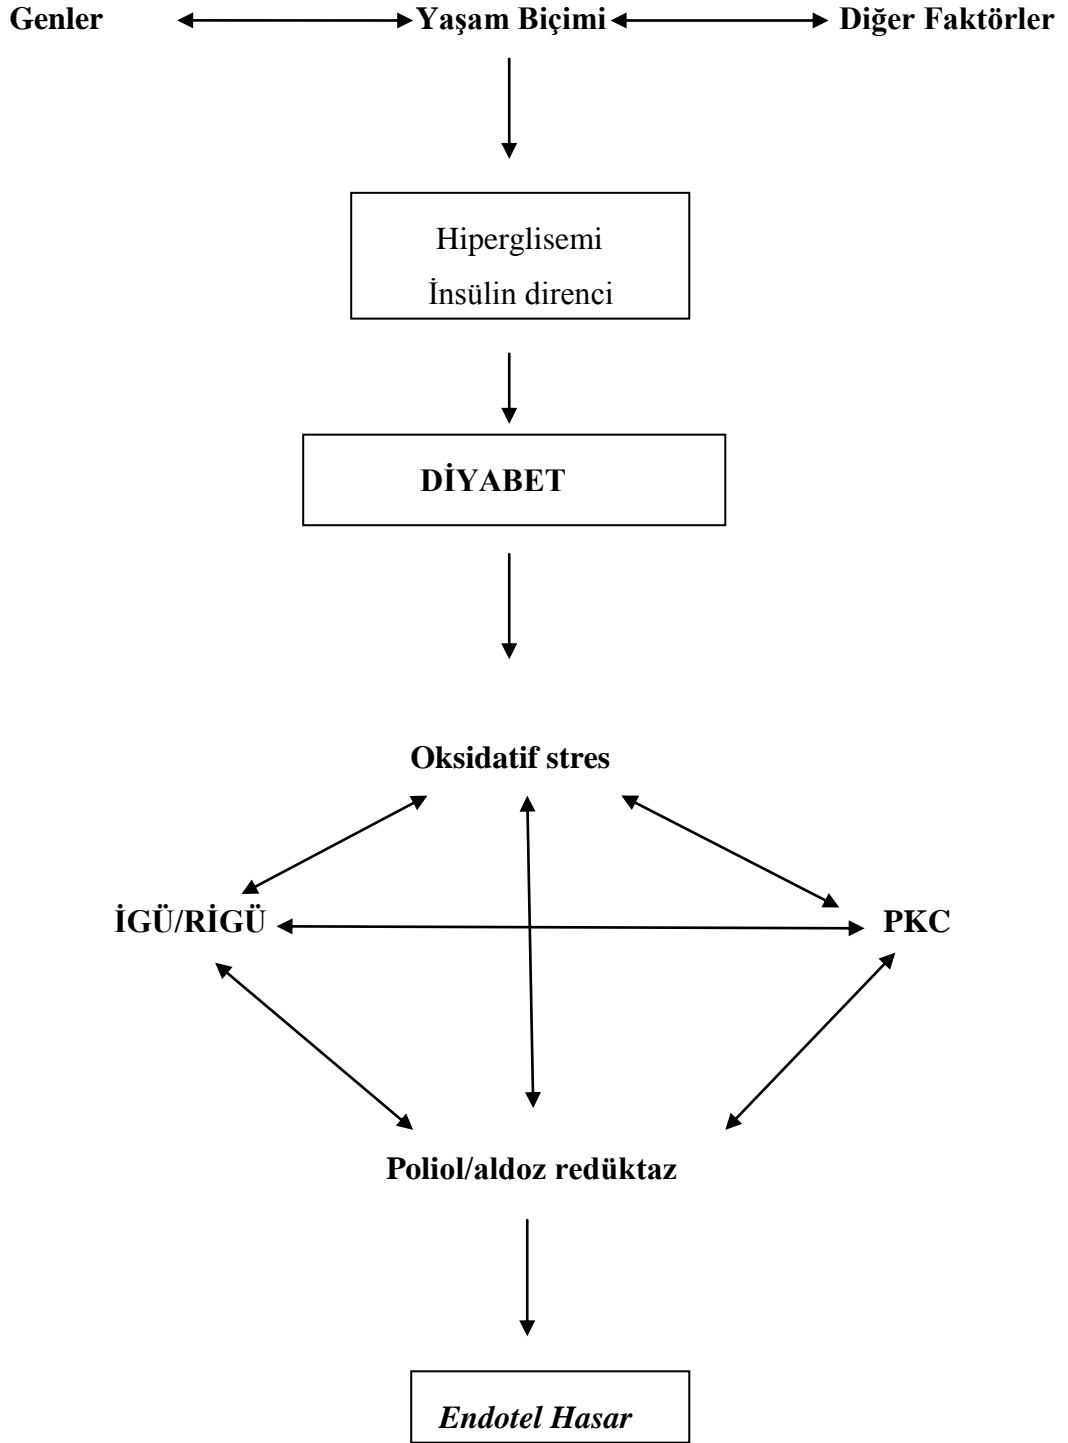 Genler Yaşam Biçimi Diğer Faktörler
Hiperglisemi
İnsülin direnci
DİYABET
Oksidatif stres
İGÜ/RİGÜ PKC
Poliol/aldoz redüktaz
Endotel Hasar